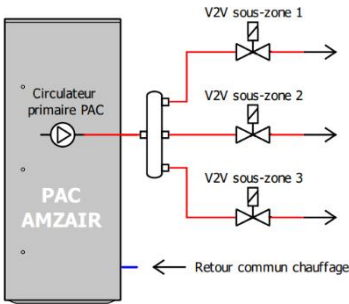 V2V sous-zone 1
Circulateur
primaire PAC
V2V sous-zone 2
PAC
AMZAIR
V2V sous-zone 3
Retour commun chauffage